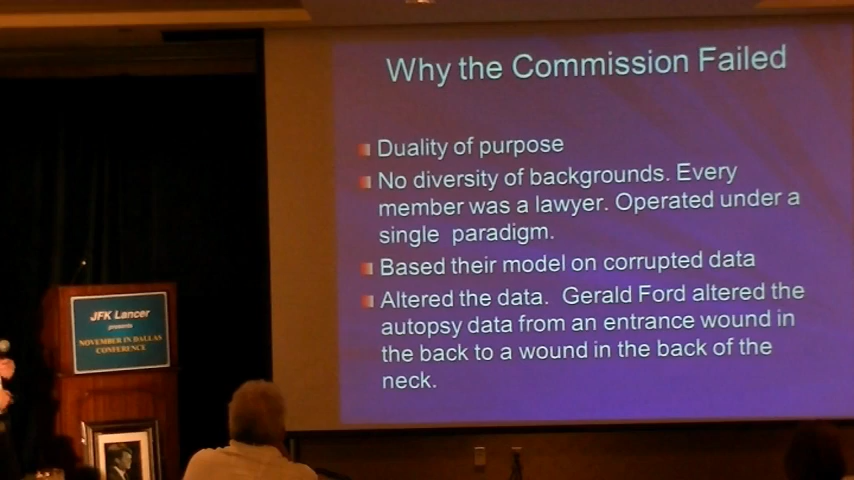 Why the Commission Failed
Duality of purpose
No diversity of backgrounds. Every
member was a lawyer. Operated under a
single paradigm.
Based their model on corrupted data
Altered the data. Gerald Ford altered the
autopsy data from an entrance wound in
the back to a wound in the back of the
neck.
JFK Lancer
presents
NOVEMBER IN DALLAS
CONFERENCE